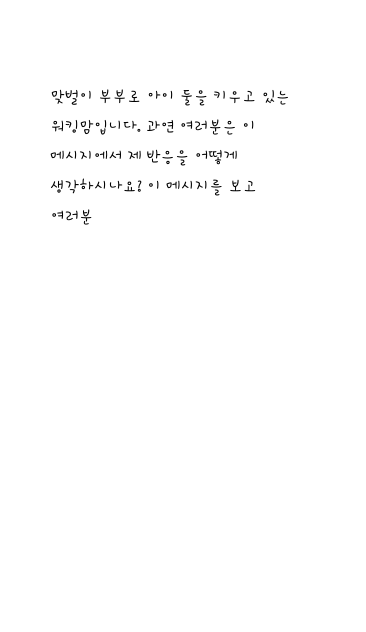 맞벌이 부부로 아이 둘을 키우고 있는
워킹맘입니다. 과연 여러분은 이
메시지에서 제 반응을 어떻게
생각하시나요? 이 메시지를 보고
여러분